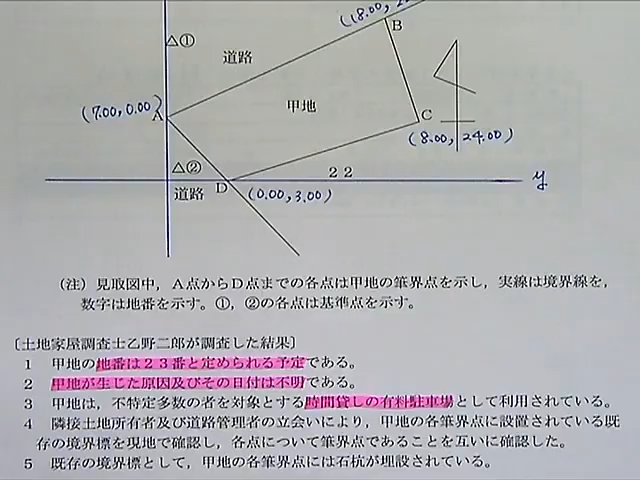 (18.00, 2
B
△①
道路
(7.00, 0.00)
A
甲地
C
(8.00, 24.00)
△②
道路
D
(0.00, 3.00)
２２
y
（注）見取図中，Ａ点からＤ点までの各点は甲地の筆界点を示し，実線は境界線を，
数字は地番を示す。①，②の各点は基準点を示す。
〔土地家屋調査士乙野二郎が調査した結果〕
１　甲地の地番は２３番と定められる予定である。
２　甲地が生じた原因及びその日付は不明である。
３　甲地は，不特定多数の者を対象とする時間貸しの有料駐車場として利用されている。
４　隣接土地所有者及び道路管理者の立会いにより，甲地の各筆界点に設置されている既
存の境界標を現地で確認し，各点について筆界点であることを互いに確認した。
５　既存の境界標として，甲地の各筆界点には石杭が埋設されている。